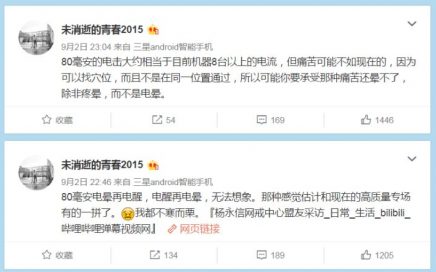 未消逝的青春2015
9月2日 23:04 来自 三星android智能手机
80毫安的电击大约相当于目前机器8台以上的电流，但痛苦可能不如现在的，因为
可以找穴位，而且不是在同一位置通过，所以可能你要承受那种痛苦还晕不了，
除非疼晕，而不是电晕。
收藏 54 169 1446
未消逝的青春2015
9月2日 22:46 来自 三星android智能手机
80毫安电晕再电醒，电醒再电晕，无法想象。那种感觉估计和现在的高质量专场
有的一拼了。我都不寒而栗。『杨永信网戒中心盟友采访_日常_生活_bilibili_
哔哩哔哩弹幕视频网』 网页链接
收藏 134 189 1205